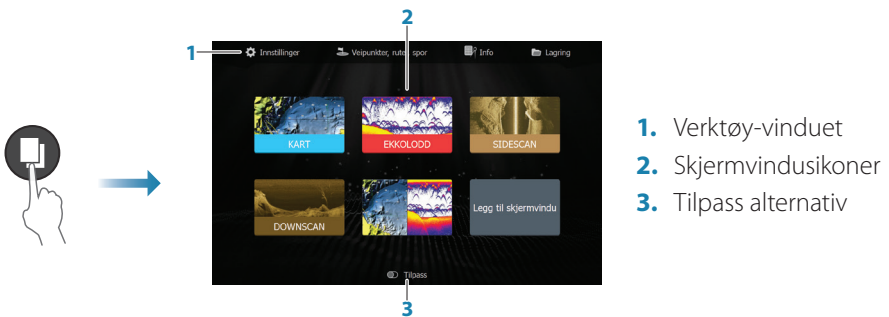 2
1
Innstillinger
Veipunkter, ruter, spor
Info
Lagring
KART
EKKOLODD
SIDESCAN
DOWNSCAN
Legg til skjermvindu
Tilpass
3
1. Verktøy-vinduet
2. Skjermvindusikoner
3. Tilpass alternativ